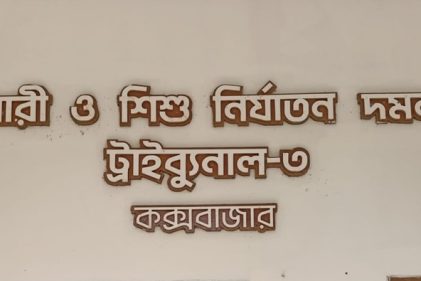 নারী ও শিশু নির্যাতন দমন
ট্রাইব্যুনাল-৩
কক্সবাজার